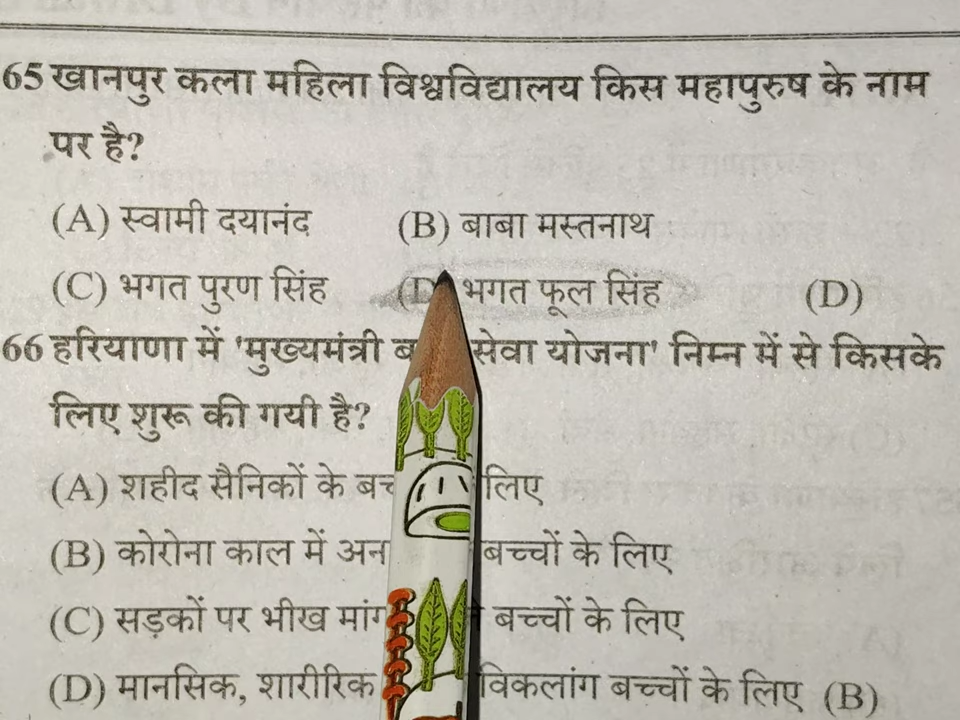 65 खानपुर कला महिला विश्वविद्यालय किस महापुरुष के नाम
पर है?
(A) स्वामी दयानंद (B) बाबा मस्तनाथ
(C) भगत पुरण सिंह (D भगत फूल सिंह (D)
66 हरियाणा में 'मुख्यमंत्री सेवा योजना' निम्न में से किसके
लिए शुरू की गयी है?
(A) शहीद सैनिकों के लिए
(B) कोरोना काल में बच्चों के लिए
(C) सड़कों पर भीख बच्चों के लिए
(D) मानसिक, शारीरिक विकलांग बच्चों के लिए (B)